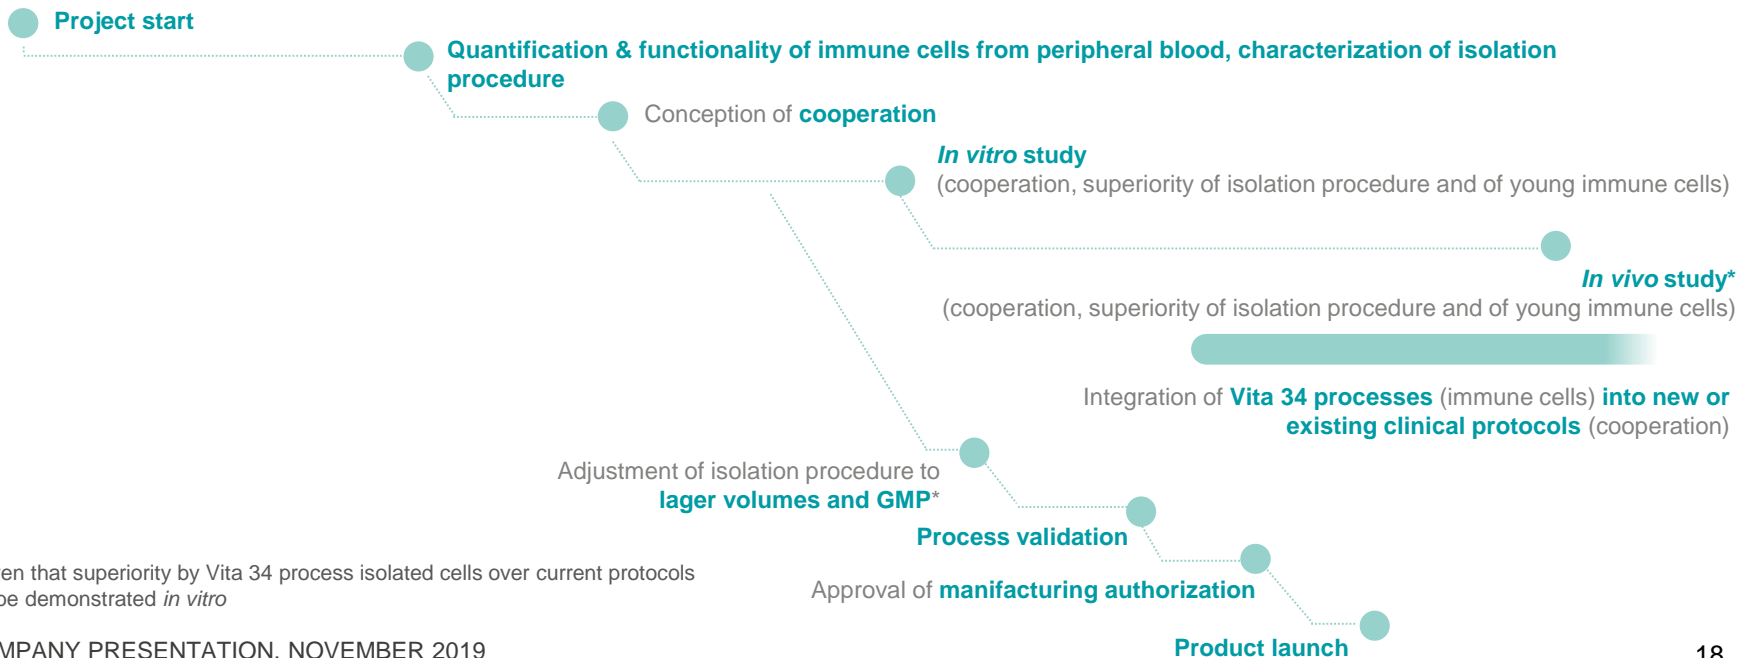 Project start
Quantification & functionality of immune cells from peripheral blood, characterization of isolation
procedure
Conception of cooperation
In vitro study
(cooperation, superiority of isolation procedure and of young immune cells)
In vivo study*
(cooperation, superiority of isolation procedure and of young immune cells)
Integration of Vita 34 processes (immune cells) into new or
existing clinical protocols (cooperation)
Adjustment of isolation procedure to
lager volumes and GMP*
Process validation
that superiority by Vita 34 process isolated cells over current protocols
be demonstrated in vitro
Approval of manifacturing authorization
Product launch
PRESENTATION, NOVEMBER 2019
18